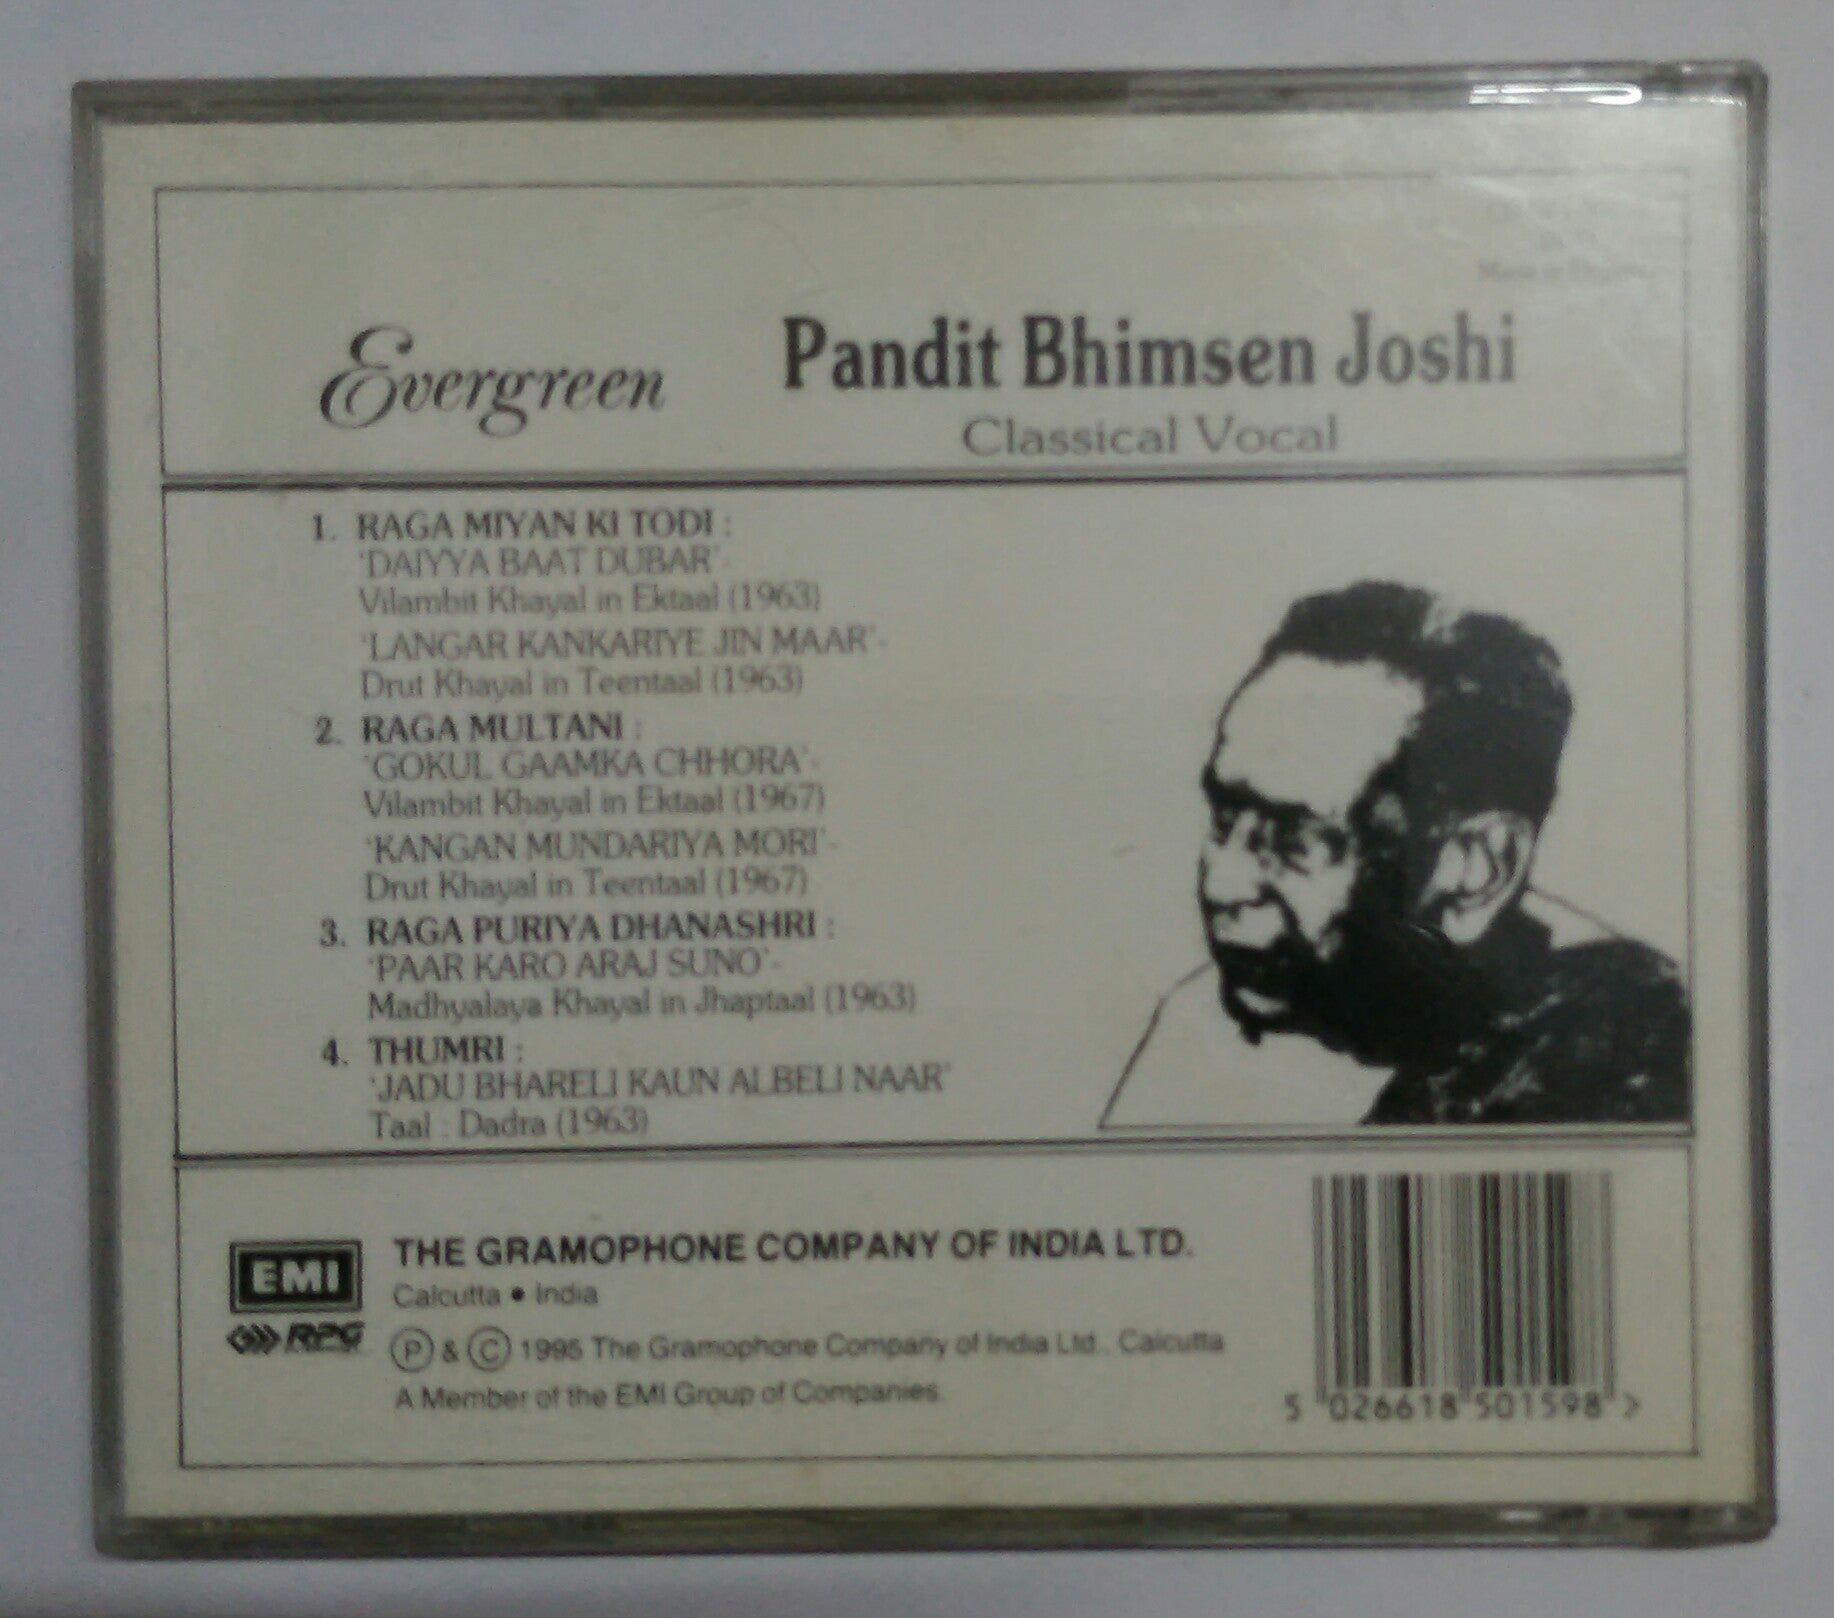 Evergreen
Pandit Bhimsen Joshi
Classical Vocal
1. RAGA MIYAN KI TODI :
'DAIYYA BAAT DUBAR'-
Vilambit Khayal in Ektaal (1963)
'LANGAR KANKARIYE JIN MAAR'-
Drut Khayal in Teentaal (1963)
2. RAGA MULTANI :
'GOKUL GAAMKA CHHORA'-
Vilambit Khayal in Ektaal (1967)
'KANGAN MUNDARIYA MORI'-
Drut Khayal in Teentaal (1967)
3. RAGA PURIYA DHANASHRI :
'PAAR KARO ARAJ SUNO'-
Madhyalaya Khayal in Jhaptaal (1963)
4. THUMRI :
'JADU BHARELI KAUN ALBELI NAAR'
Taal : Dadra (1963)
EMI
RPG
THE GRAMOPHONE COMPANY OF INDIA LTD.
Calcutta • India
Ⓟ & Ⓒ 1995 The Gramophone Company of India Ltd., Calcutta
A Member of the EMI Group of Companies.
5 026618 501598 >